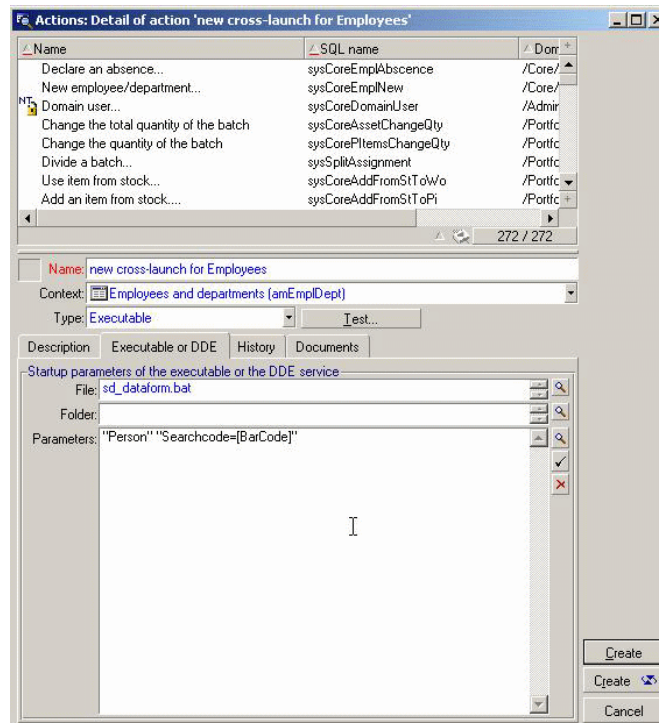 Actions: Detail of action 'new cross-launch for Employees'
Name SQL name Dom
Declare an absence... sysCoreEmplAbscence /Core/
New employee/department... sysCoreEmplNew /Core/
NT Domain user... sysCoreDomainUser /Admir
Change the total quantity of the batch sysCoreAssetChangeQty /Portfc
Change the quantity of the batch sysCorePItemsChangeQty /Portfc
Divide a batch... sysSplitAssignment /Portfc
Use item from stock... sysCoreAddFromStToWo /Portfc
Add an item from stock.... sysCoreAddFromStToPi /Portfc
272 / 272
Name: new cross-launch for Employees
Context: Employees and departments (amEmplDept)
Type: Executable Test...
Description Executable or DDE History Documents
Startup parameters of the executable or the DDE service
File: sd_dataform.bat
Folder:
Parameters: "Person" "Searchcode=[BarCode]"
Create
Create
Cancel